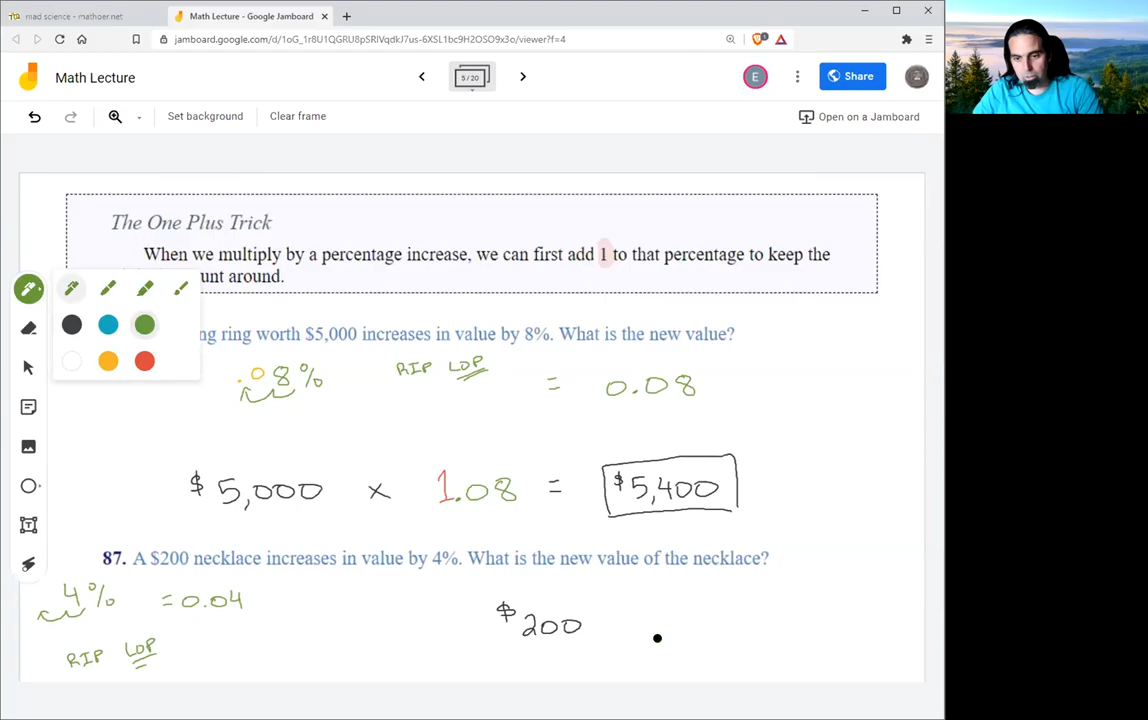 mad science - mathoer.net
Math Lecture - Google Jamboard
jamboard.google.com/d/1oG_1r8U1QGRU8pSRIVqdkJ7us-6XSL1bc9H2OSO9x3o/viewer?f=4
Math Lecture
5/20
E
Share
Set background
Clear frame
Open on a Jamboard
The One Plus Trick
When we multiply by a percentage increase, we can first add 1 to that percentage to keep the
unt around.
ng ring worth $5,000 increases in value by 8%. What is the new value?
.08% RIP LOP = 0.08
$5,000 x 1.08 = $5,400
87. A $200 necklace increases in value by 4%. What is the new value of the necklace?
4% = 0.04
$200
RIP LOP